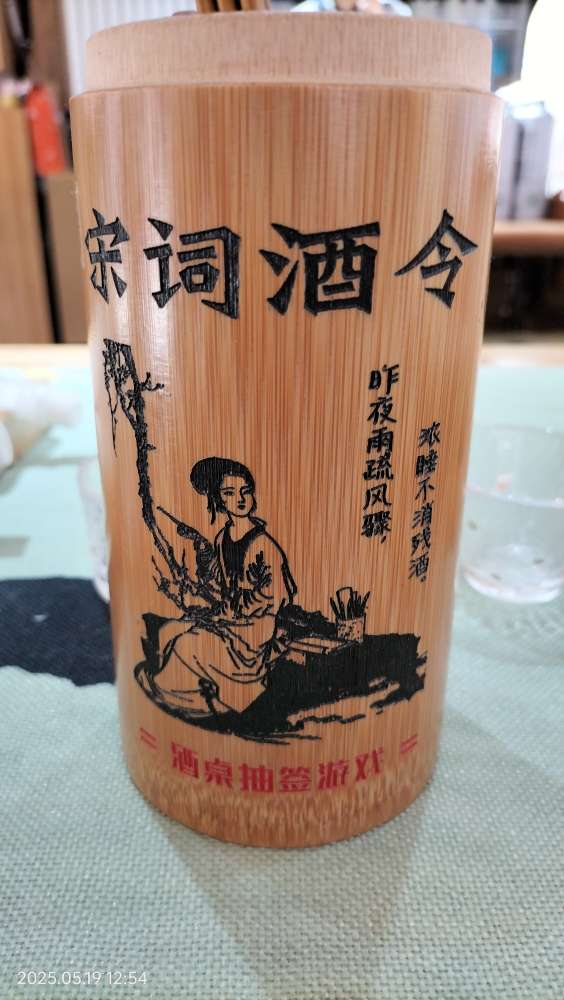 宋词酒令
昨夜雨疏风骤,
浓睡不消残酒。
= 酒桌抽签游戏 =
2025.05.19 12:54